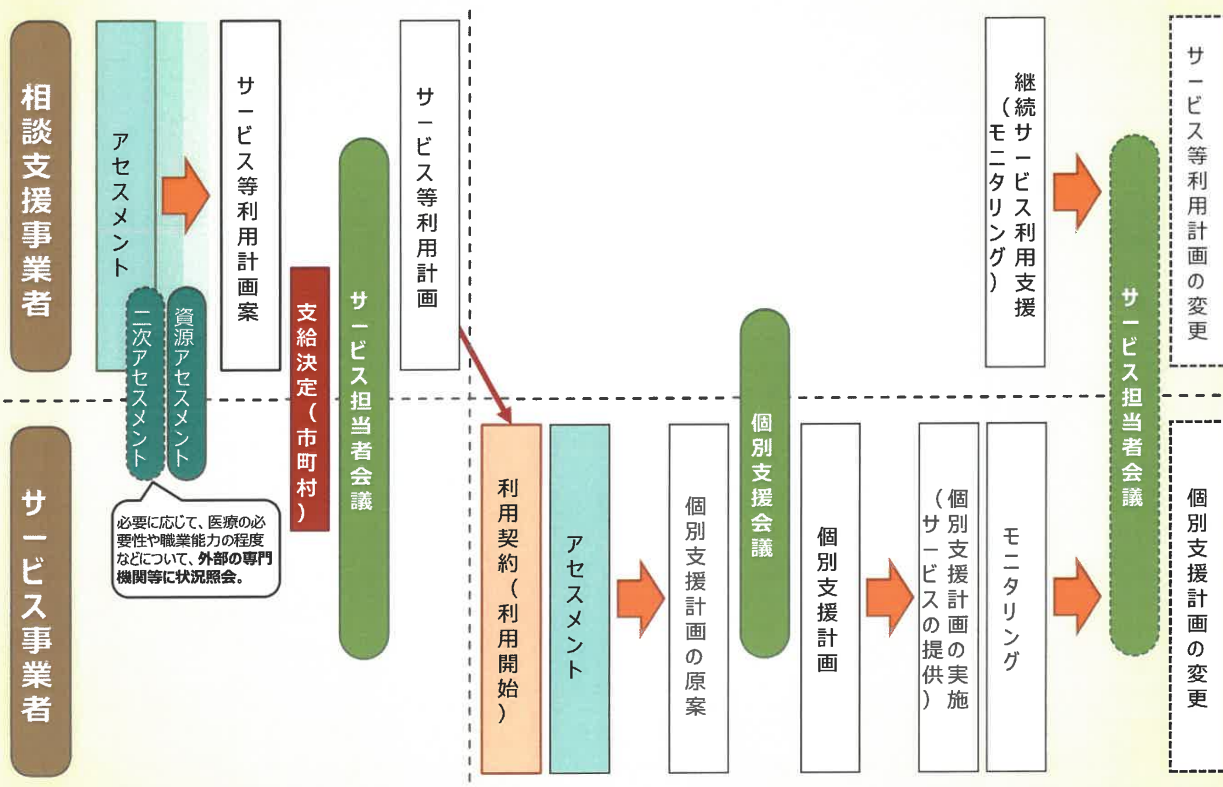 相談支援事業者
アセスメント
二次アセスメント
資源アセスメント
サービス等利用計画案
支給決定(市町村)
サービス担当者会議
サービス等利用計画
継続サービス利用支援
(モニタリング)
サービス担当者会議
サービス等利用計画の変更
サービス事業者
必要に応じて、医療の必
要性や職業能力の程度
などについて、外部の専門
機関等に状況照会。
利用契約(利用開始)
アセスメント
個別支援計画の原案
個別支援会議
個別支援計画
個別支援計画の実施
(サービスの提供)
モニタリング
個別支援計画の変更